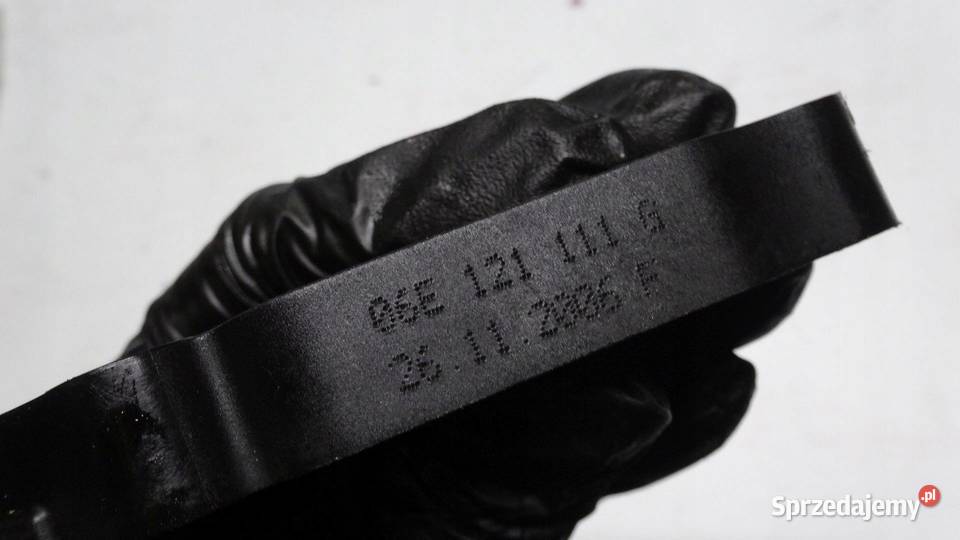 06E 121 111 G
26.11.2006 F
Sprzedajemy.pl